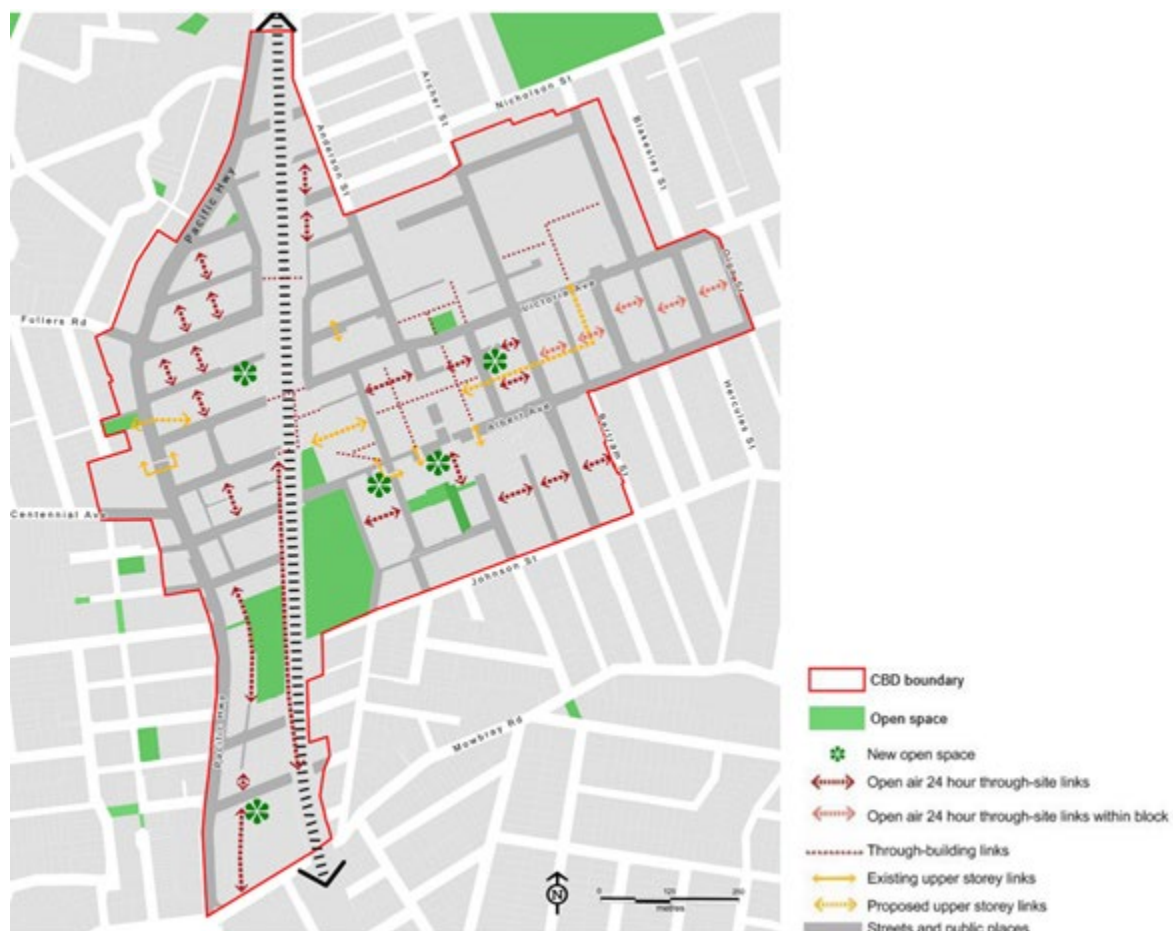 Archer St
Nicholson St
Anderson St
Blakesley St
Pacific Hwy
Orch St
Victoria Ave
Fullers Rd
Albert Ave
Hercules St
Bertram St
Centennial Ave
Johnson St
CBD boundary
Open space
Pacific Hwy
Mowbray Rd
New open space
Open air 24 hour through-site links
Open air 24 hour through-site links within block
Through-building links
Existing upper storey links
N
0 125 250
metres
Proposed upper storey links
Streets and public places